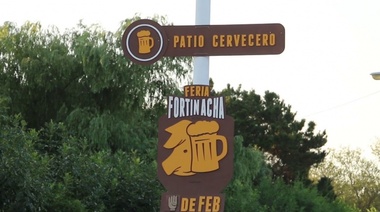 PATIO CERVECERO
FERIA
FORTINACHA
DE FEB